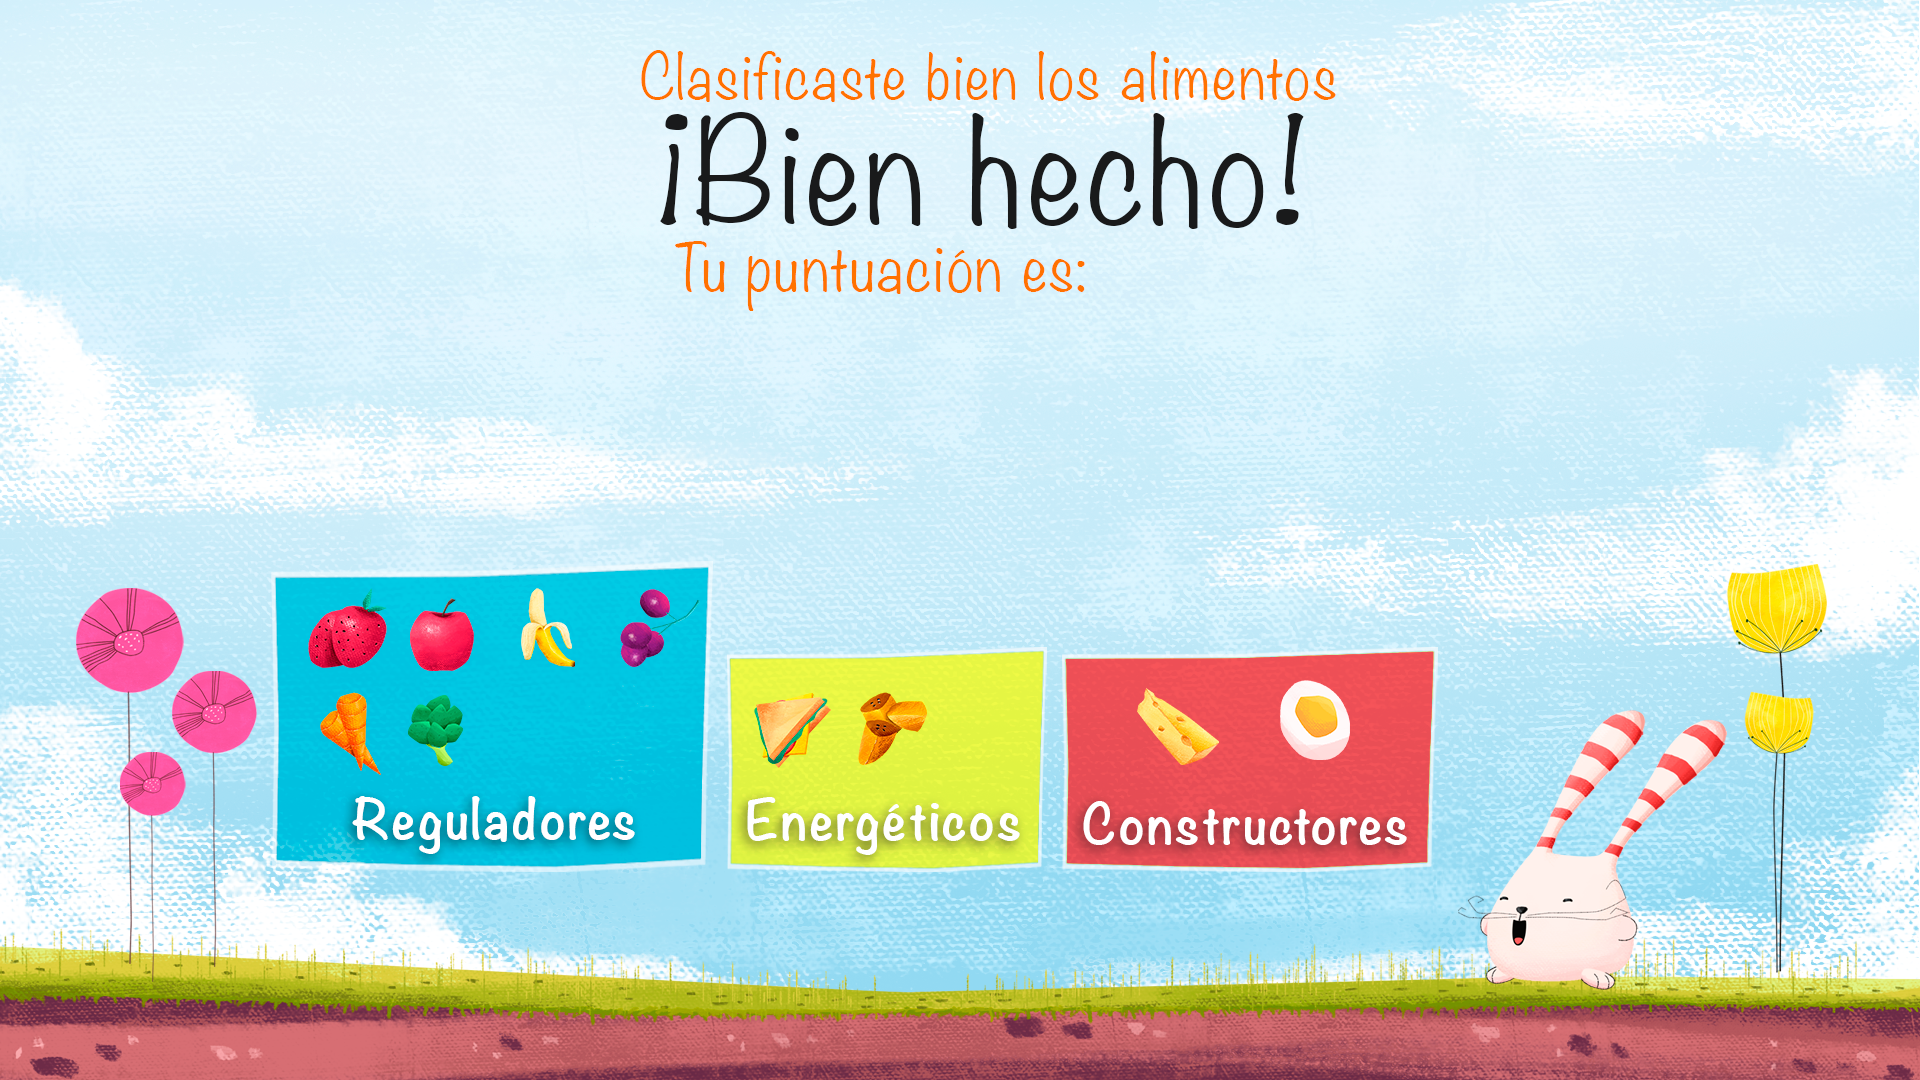 Clasificaste bien los alimentos
¡Bien hecho!
Tu puntuación es:
Reguladores
Energéticos
Constructores